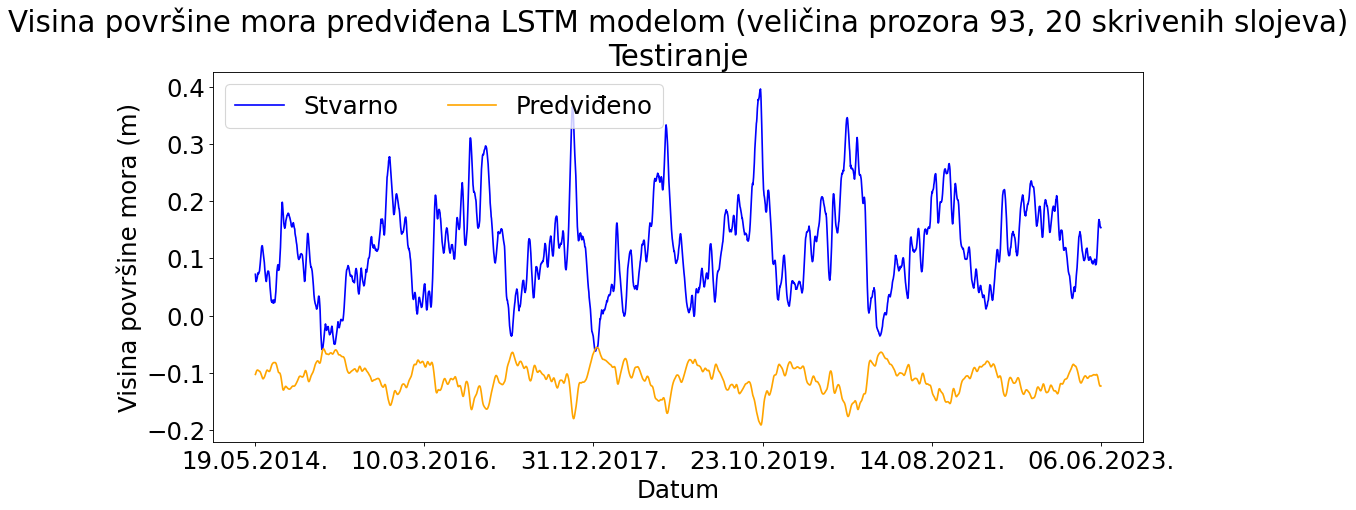 Visina površine mora predviđena LSTM modelom (veličina prozora 93, 20 skrivenih slojeva)
Testiranje
Stvarno Predviđeno
Visina površine mora (m)
0.4
0.3
0.2
0.1
0.0
−0.1
−0.2
19.05.2014. 10.03.2016. 31.12.2017. 23.10.2019. 14.08.2021. 06.06.2023.
Datum